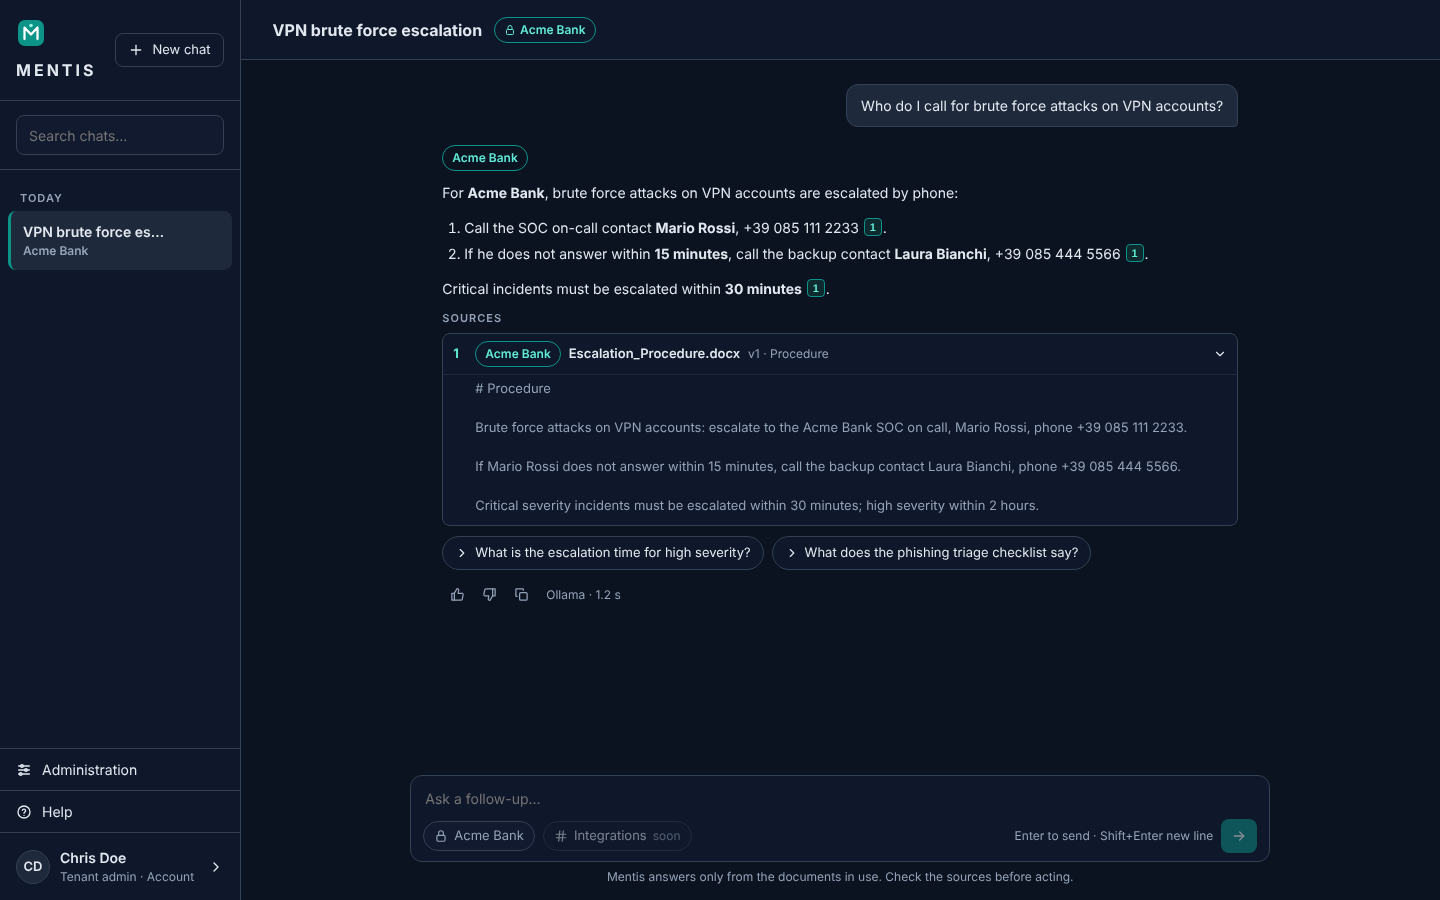 MENTIS
New chat
Search chats...
TODAY
VPN brute force es...
Acme Bank
Administration
Help
CD
Chris Doe
Tenant admin · Account
VPN brute force escalation
Acme Bank
Who do I call for brute force attacks on VPN accounts?
Acme Bank
For Acme Bank, brute force attacks on VPN accounts are escalated by phone:
1. Call the SOC on-call contact Mario Rossi, +39 085 111 2233 1.
2. If he does not answer within 15 minutes, call the backup contact Laura Bianchi, +39 085 444 5566 1.
Critical incidents must be escalated within 30 minutes 1.
SOURCES
1 Acme Bank Escalation_Procedure.docx v1 · Procedure
# Procedure
Brute force attacks on VPN accounts: escalate to the Acme Bank SOC on call, Mario Rossi, phone +39 085 111 2233.
If Mario Rossi does not answer within 15 minutes, call the backup contact Laura Bianchi, phone +39 085 444 5566.
Critical severity incidents must be escalated within 30 minutes; high severity within 2 hours.
What is the escalation time for high severity?
What does the phishing triage checklist say?
Ollama · 1.2 s
Ask a follow-up...
Acme Bank
Integrations soon
Enter to send · Shift+Enter new line
Mentis answers only from the documents in use. Check the sources before acting.